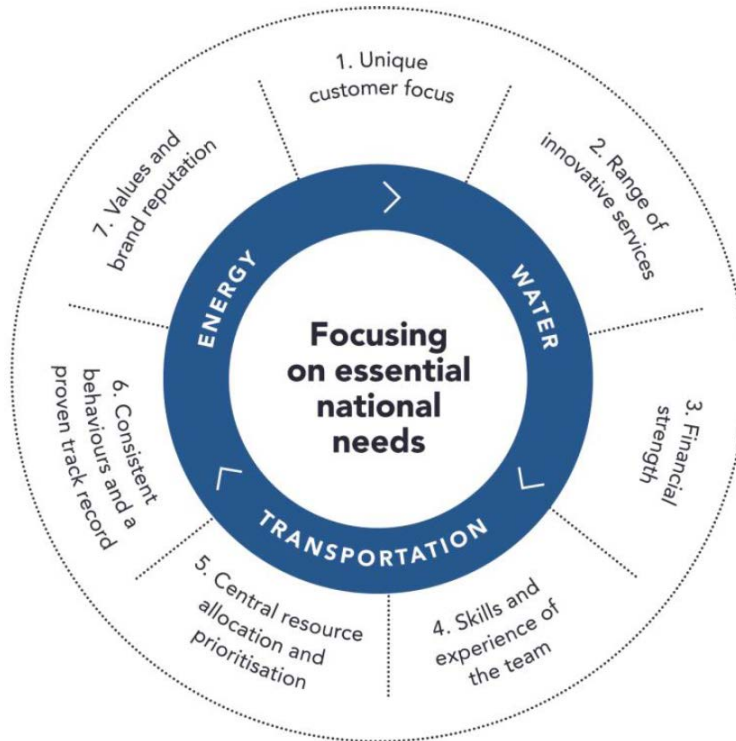 1. Unique
customer focus
2. Range of
innovative services
3. Financial
strength
4. Skills and
experience of
the team
5. Central resource
allocation and
prioritisation
6. Consistent
behaviours and a
proven track record
7. Values and
brand reputation
ENERGY
WATER
TRANSPORTATION
Focusing
on essential
national
needs